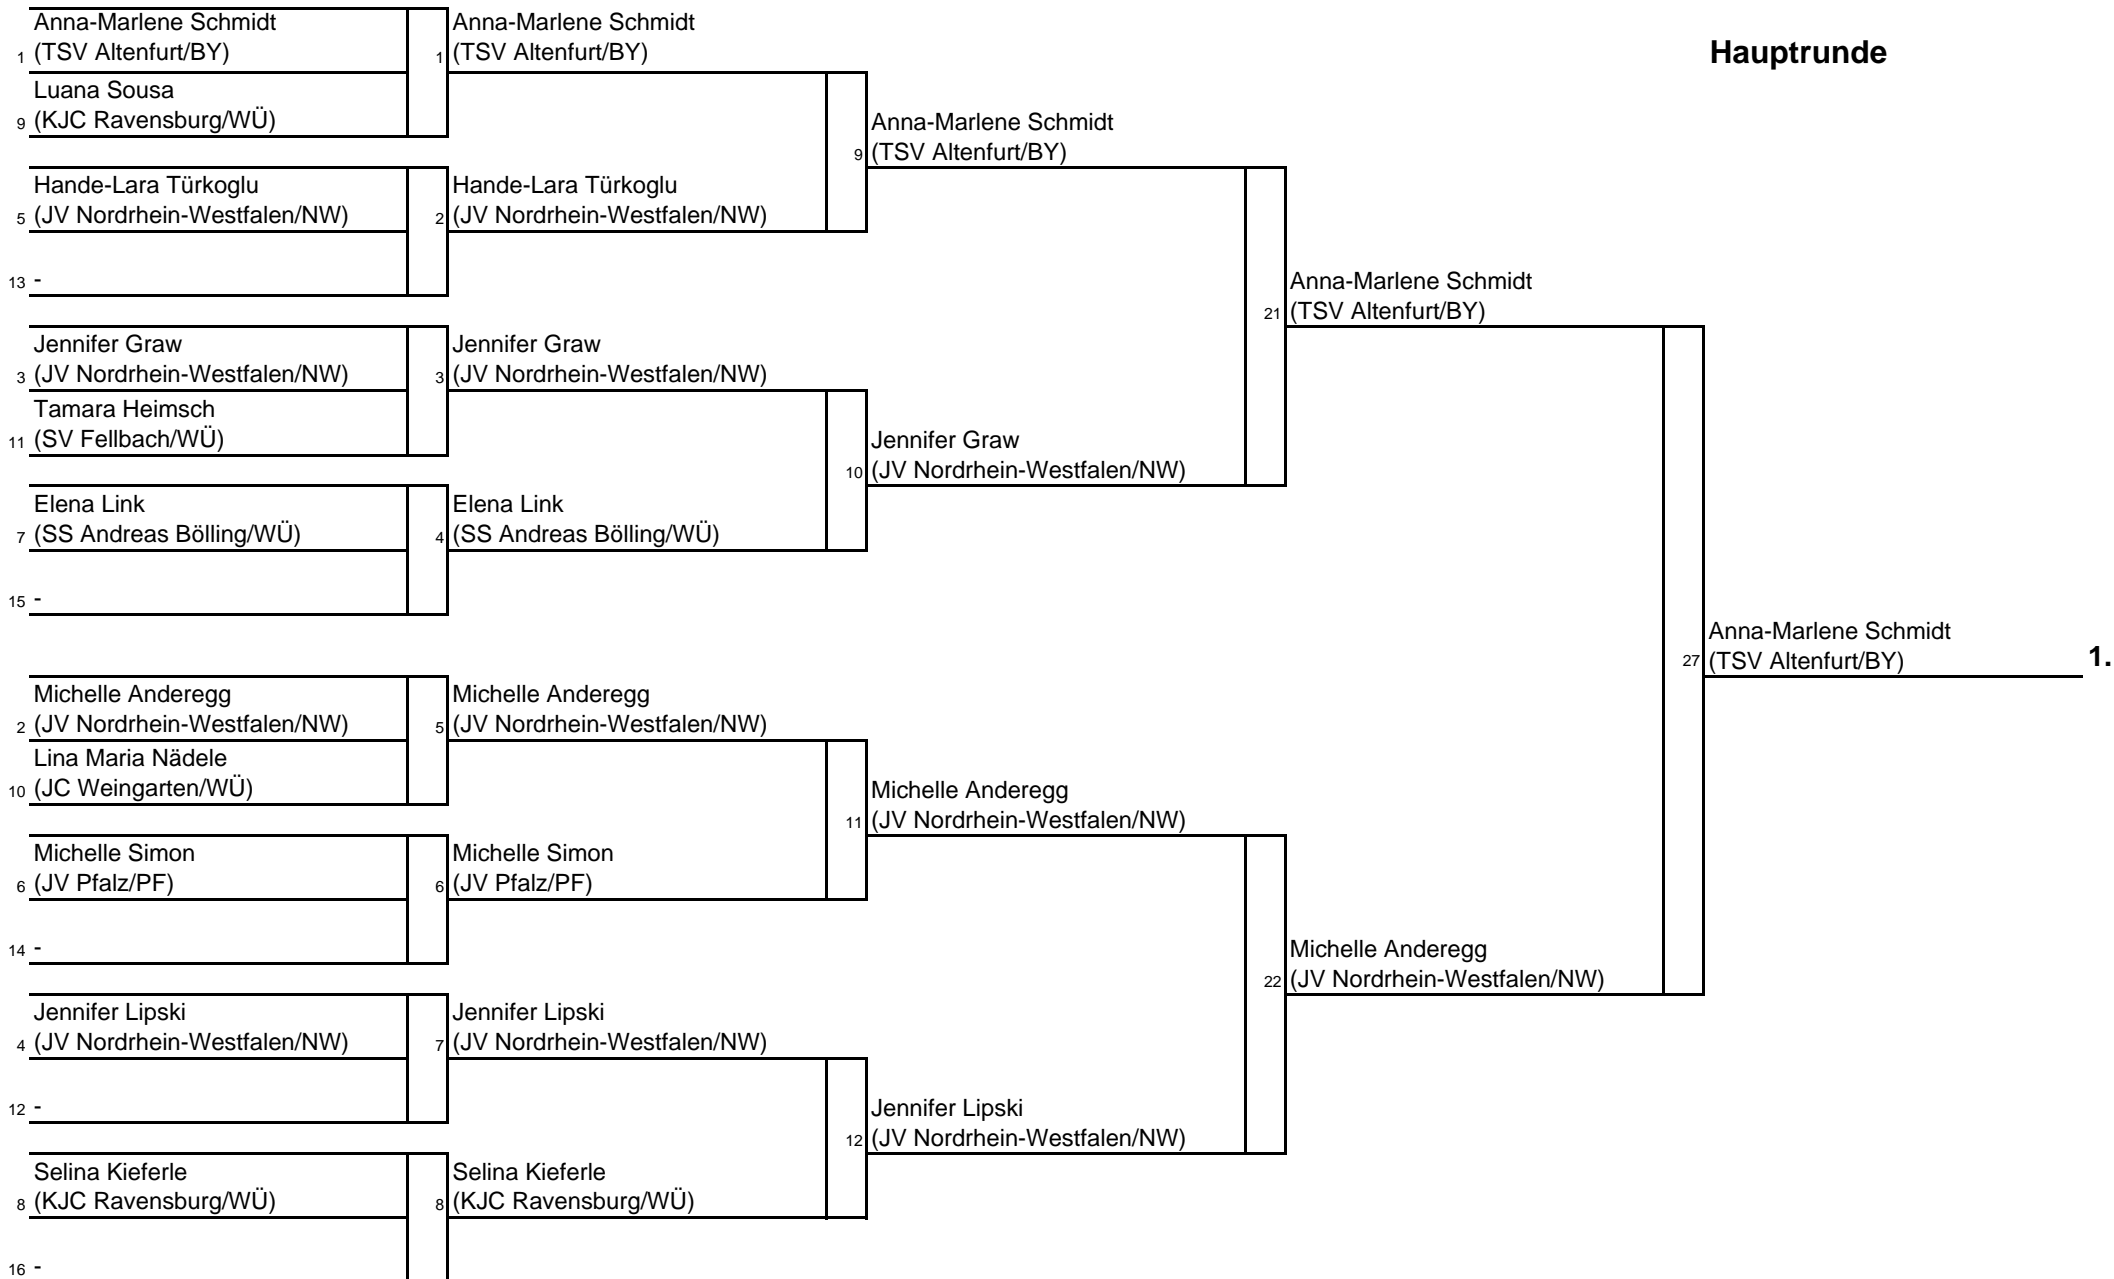 Hauptrunde
Anna-Marlene Schmidt
1 (TSV Altenfurt/BY)
Luana Sousa
9 (KJC Ravensburg/WÜ)
Hande-Lara Türkoglu
5 (JV Nordrhein-Westfalen/NW)
13 -
Jennifer Graw
3 (JV Nordrhein-Westfalen/NW)
Tamara Heimsch
11 (SV Fellbach/WÜ)
Elena Link
7 (SS Andreas Bölling/WÜ)
15 -
Michelle Anderegg
2 (JV Nordrhein-Westfalen/NW)
Lina Maria Nädele
10 (JC Weingarten/WÜ)
Michelle Simon
6 (JV Pfalz/PF)
14 -
Jennifer Lipski
4 (JV Nordrhein-Westfalen/NW)
12 -
Selina Kieferle
8 (KJC Ravensburg/WÜ)
16 -
Anna-Marlene Schmidt
1 (TSV Altenfurt/BY)
Hande-Lara Türkoglu
2 (JV Nordrhein-Westfalen/NW)
Jennifer Graw
3 (JV Nordrhein-Westfalen/NW)
Elena Link
4 (SS Andreas Bölling/WÜ)
Michelle Anderegg
5 (JV Nordrhein-Westfalen/NW)
Michelle Simon
6 (JV Pfalz/PF)
Jennifer Lipski
7 (JV Nordrhein-Westfalen/NW)
Selina Kieferle
8 (KJC Ravensburg/WÜ)
Anna-Marlene Schmidt
9 (TSV Altenfurt/BY)
Jennifer Graw
10 (JV Nordrhein-Westfalen/NW)
Michelle Anderegg
11 (JV Nordrhein-Westfalen/NW)
Jennifer Lipski
12 (JV Nordrhein-Westfalen/NW)
Anna-Marlene Schmidt
21 (TSV Altenfurt/BY)
Michelle Anderegg
22 (JV Nordrhein-Westfalen/NW)
Anna-Marlene Schmidt
27 (TSV Altenfurt/BY) 1.